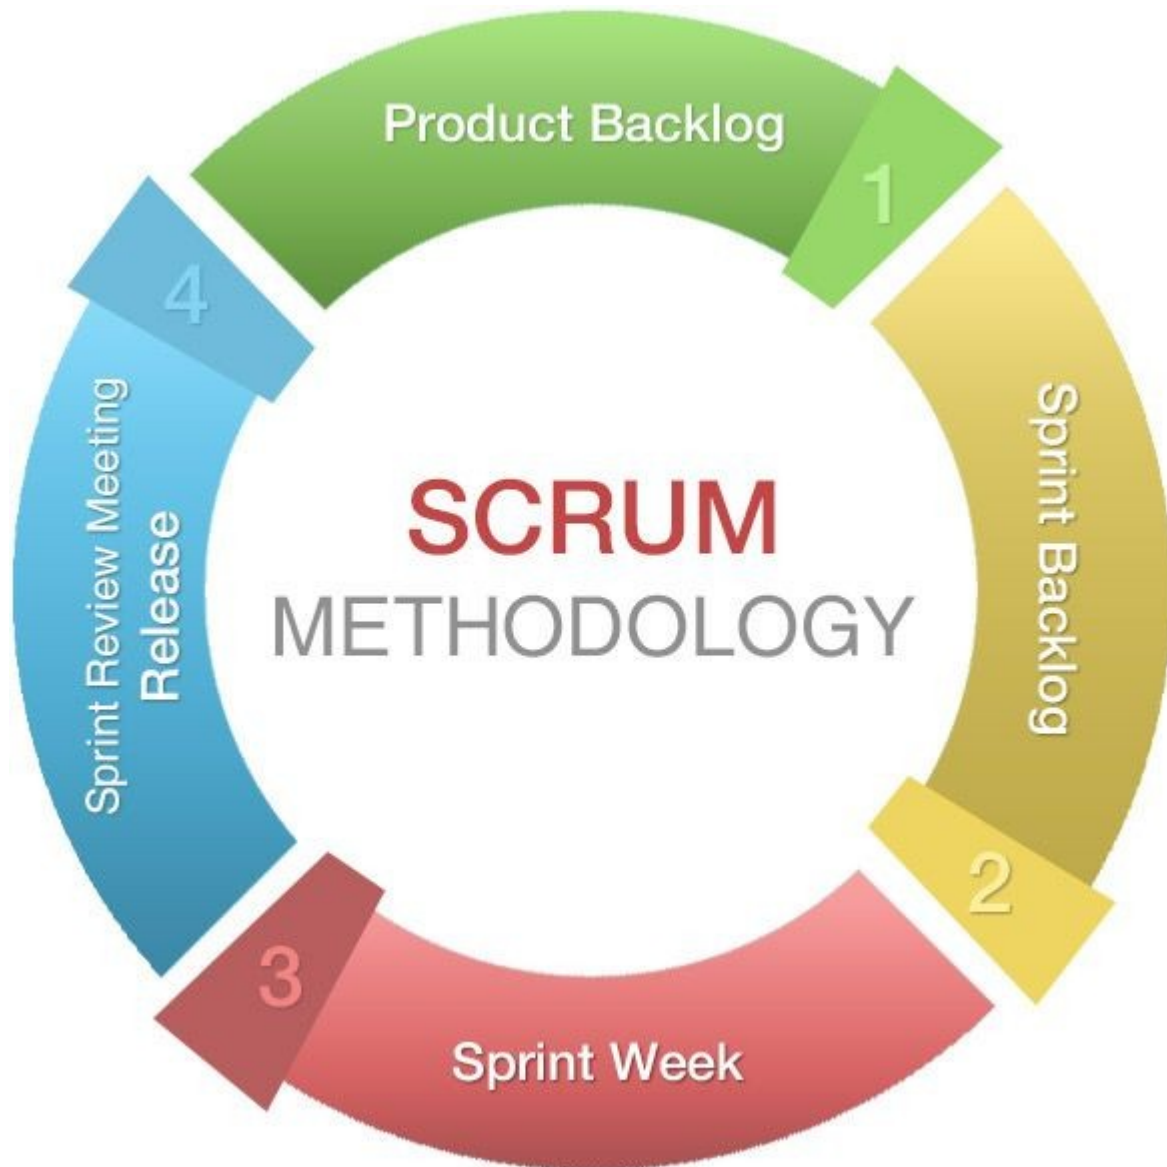 Product Backlog
1
Sprint Backlog
2
Sprint Week
3
Sprint Review Meeting
Release
4
SCRUM
METHODOLOGY